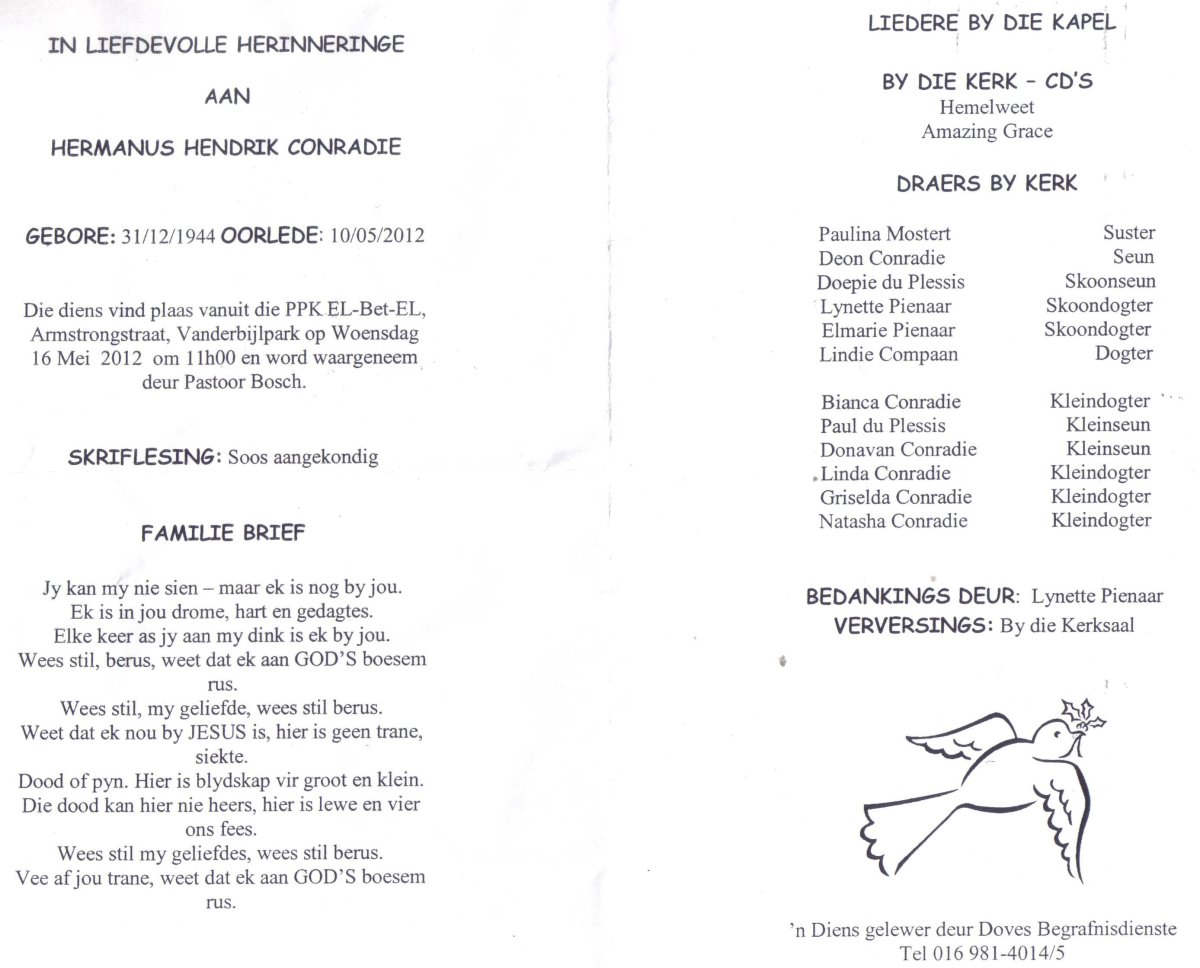 IN LIEFDEVOLLE HERINNERINGE
AAN
HERMANUS HENDRIK CONRADIE
GEBORE: 31/12/1944 OORLEDE: 10/05/2012
Die diens vind plaas vanuit die PPK EL-Bet-EL,
Armstrongstraat, Vanderbijlpark op Woensdag
16 Mei 2012 om 11h00 en word waargeneem
deur Pastoor Bosch.
SKRIFLESING: Soos aangekondig
FAMILIE BRIEF
Jy kan my nie sien – maar ek is nog by jou.
Ek is in jou drome, hart en gedagtes.
Elke keer as jy aan my dink is ek by jou.
Wees stil, berus, weet dat ek aan GOD'S boesem
rus.
Wees stil, my geliefde, wees stil berus.
Weet dat ek nou by JESUS is, hier is geen trane,
siekte.
Dood of pyn. Hier is blydskap vir groot en klein.
Die dood kan hier nie heers, hier is lewe en vier
ons fees.
Wees stil my geliefdes, wees stil berus.
Vee af jou trane, weet dat ek aan GOD'S boesem
rus.
LIEDERE BY DIE KAPEL
BY DIE KERK – CD'S
Hemelweet
Amazing Grace
DRAERS BY KERK
Paulina Mostert Suster
Deon Conradie Seun
Doepie du Plessis Skoonseun
Lynette Pienaar Skoondogter
Elmarie Pienaar Skoondogter
Lindie Compaan Dogter
Bianca Conradie Kleindogter
Paul du Plessis Kleinseun
Donavan Conradie Kleinseun
Linda Conradie Kleindogter
Griselda Conradie Kleindogter
Natasha Conradie Kleindogter
BEDANKINGS DEUR: Lynette Pienaar
VERVERSINGS: By die Kerksaal
'n Diens gelewer deur Doves Begrafnisdienste
Tel 016 981-4014/5